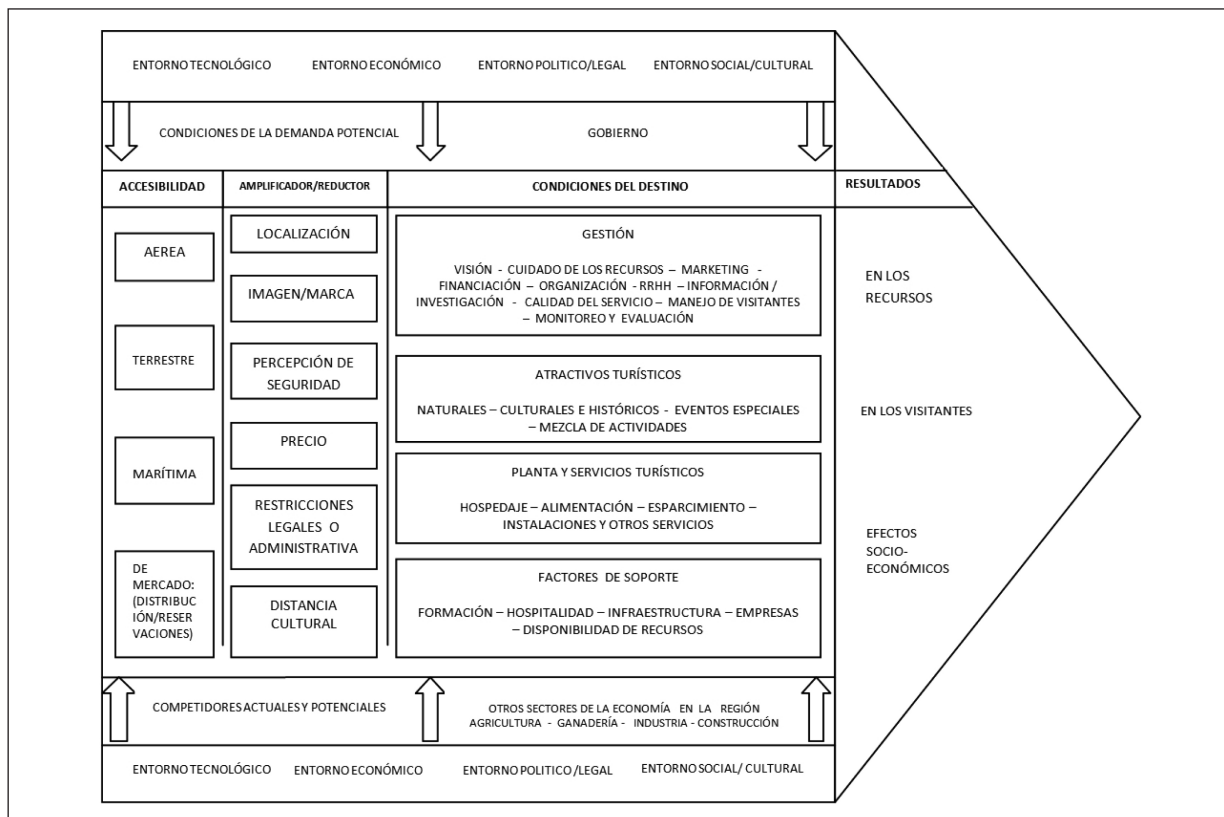 ENTORNO TECNOLÓGICO ENTORNO ECONÓMICO ENTORNO POLITICO/LEGAL ENTORNO SOCIAL/CULTURAL
CONDICIONES DE LA DEMANDA POTENCIAL GOBIERNO
ACCESIBILIDAD AMPLIFICADOR/REDUCTOR CONDICIONES DEL DESTINO RESULTADOS
AEREA
TERRESTRE
MARÍTIMA
DE
MERCADO:
(DISTRIBUC
IÓN/RESER
VACIONES)
LOCALIZACIÓN
IMAGEN/MARCA
PERCEPCIÓN DE
SEGURIDAD
PRECIO
RESTRICCIONES
LEGALES O
ADMINISTRATIVA
DISTANCIA
CULTURAL
GESTIÓN
VISIÓN - CUIDADO DE LOS RECURSOS – MARKETING -
FINANCIACIÓN – ORGANIZACIÓN - RRHH – INFORMACIÓN /
INVESTIGACIÓN - CALIDAD DEL SERVICIO – MANEJO DE VISITANTES
– MONITOREO Y EVALUACIÓN
ATRACTIVOS TURÍSTICOS
NATURALES – CULTURALES E HISTÓRICOS - EVENTOS ESPECIALES
– MEZCLA DE ACTIVIDADES
PLANTA Y SERVICIOS TURÍSTICOS
HOSPEDAJE – ALIMENTACIÓN – ESPARCIMIENTO –
INSTALACIONES Y OTROS SERVICIOS
FACTORES DE SOPORTE
FORMACIÓN – HOSPITALIDAD – INFRAESTRUCTURA – EMPRESAS
– DISPONIBILIDAD DE RECURSOS
EN LOS
RECURSOS
EN LOS VISITANTES
EFECTOS
SOCIO-
ECONÓMICOS
COMPETIDORES ACTUALES Y POTENCIALES
OTROS SECTORES DE LA ECONOMÍA EN LA REGIÓN
AGRICULTURA - GANADERÍA - INDUSTRIA - CONSTRUCCIÓN
ENTORNO TECNOLÓGICO ENTORNO ECONÓMICO ENTORNO POLITICO /LEGAL ENTORNO SOCIAL/ CULTURAL